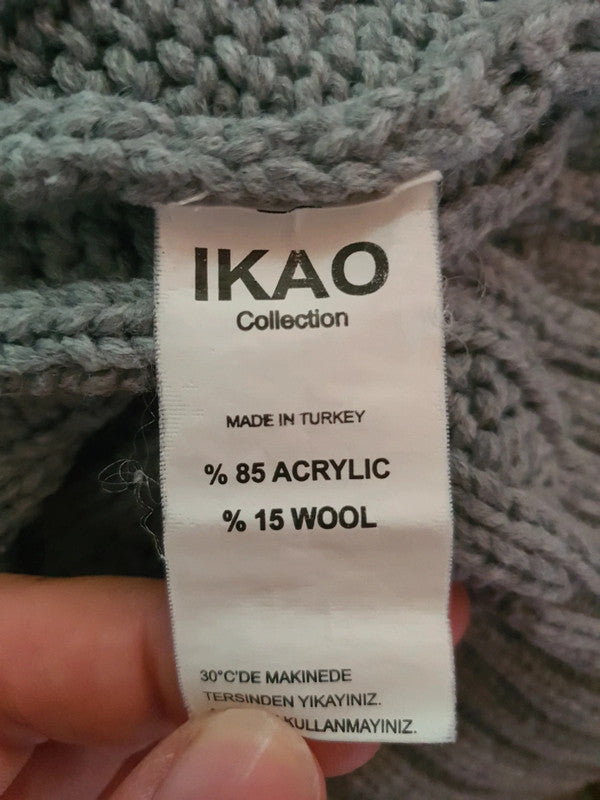 IKAO
Collection
MADE IN TURKEY
% 85 ACRYLIC
% 15 WOOL
30°C'DE MAKINEDE
TERSINDEN YIKAYINIZ.
KULLANMAYINIZ.